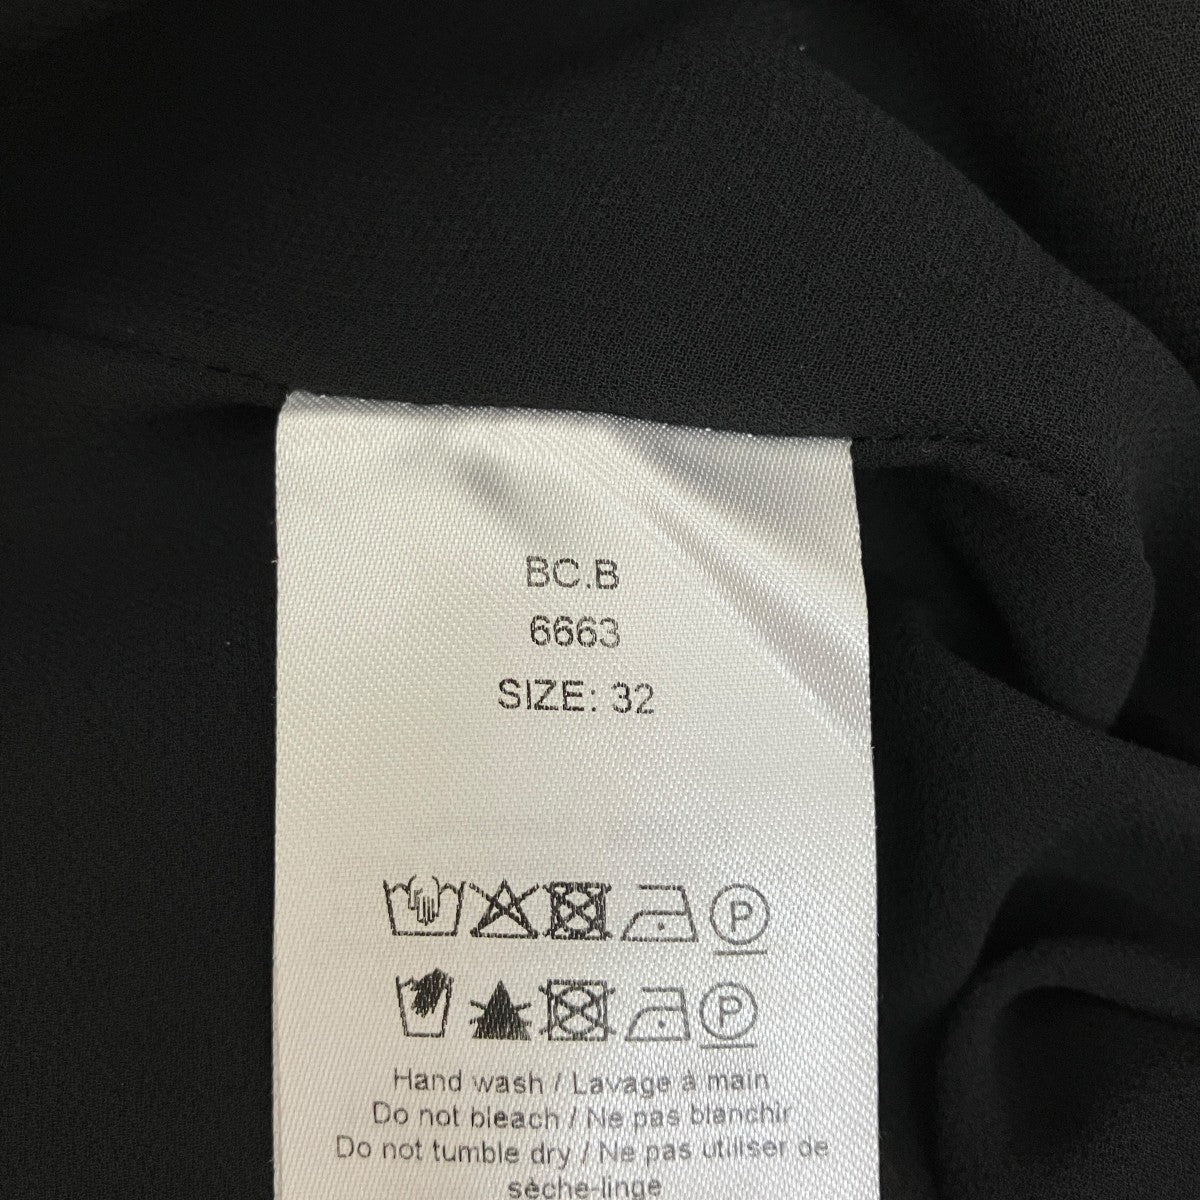 BC.B
6663
SIZE: 32
P
P
Hand wash / Lavage à main
Do not bleach / Ne pas blanchir
Do not tumble dry / Ne pas utiliser de
sèche-linge